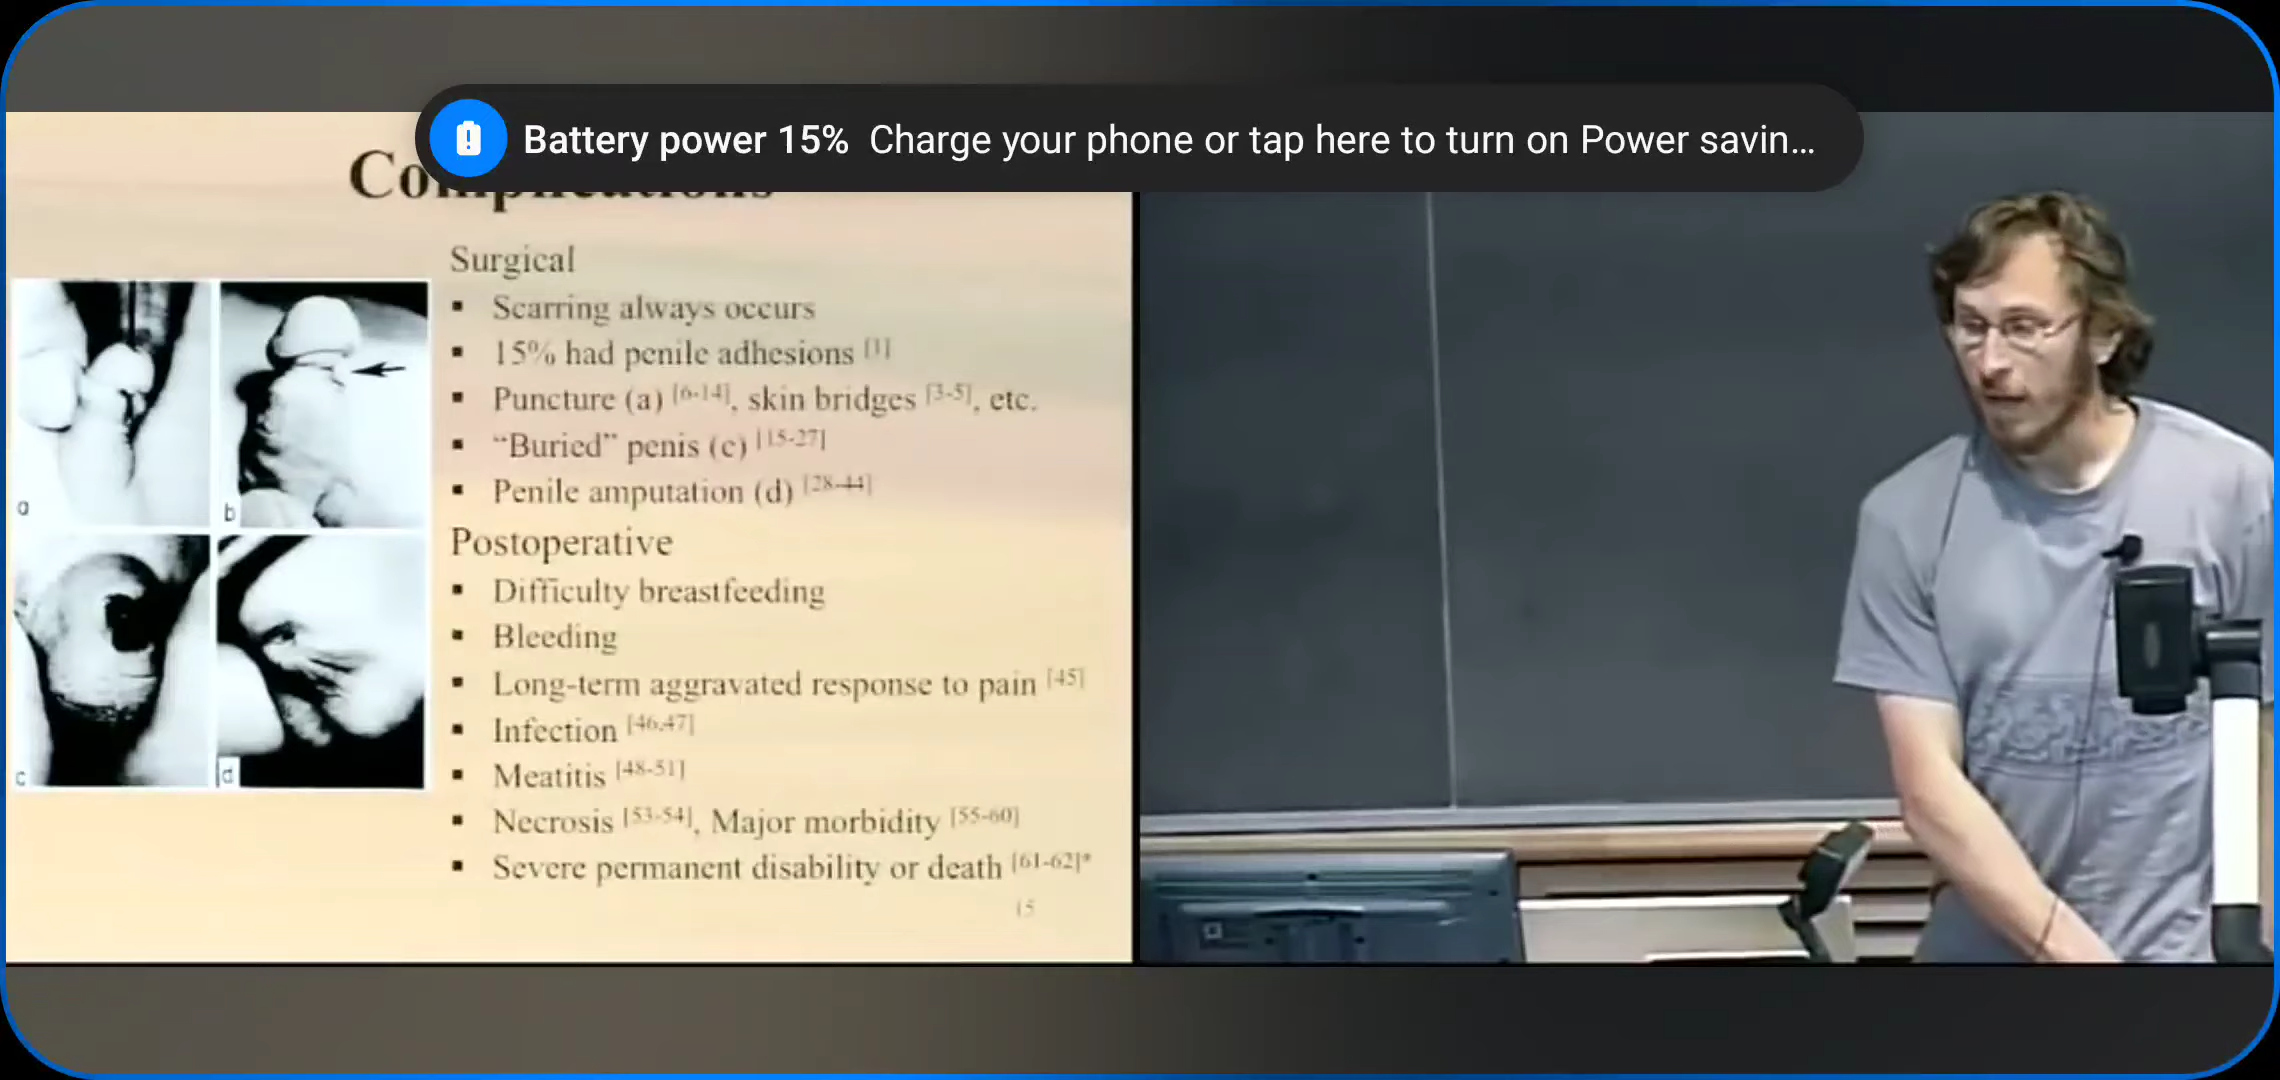 Battery power 15% Charge your phone or tap here to turn on Power savin...
Complications
Surgical
▪ Scarring always occurs
▪ 15% had penile adhesions [1]
▪ Puncture (a) [6-14], skin bridges [3-5], etc.
▪ “Buried” penis (c) [15-27]
▪ Penile amputation (d) [28-44]
Postoperative
▪ Difficulty breastfeeding
▪ Bleeding
▪ Long-term aggravated response to pain [45]
▪ Infection [46,47]
▪ Meatitis [48-51]
▪ Necrosis [53-54], Major morbidity [55-60]
▪ Severe permanent disability or death [61-62]*
15
a
b
c
d